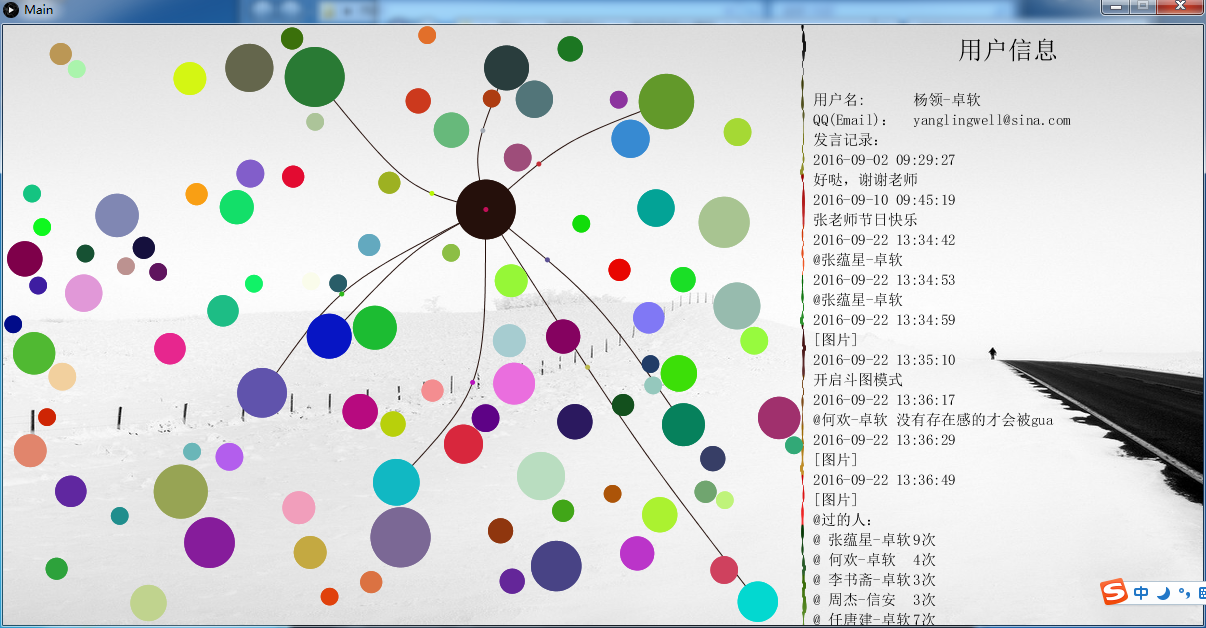 Main
用户信息
用户名: 杨领-卓软
QQ(Email): yanglingwell@sina.com
发言记录:
2016-09-02 09:29:27
好哒，谢谢老师
2016-09-10 09:45:19
张老师节日快乐
2016-09-22 13:34:42
@张蕴星-卓软
2016-09-22 13:34:53
@张蕴星-卓软
2016-09-22 13:34:59
[图片]
2016-09-22 13:35:10
开启斗图模式
2016-09-22 13:36:17
@何欢-卓软 没有存在感的才会被gua
2016-09-22 13:36:29
[图片]
2016-09-22 13:36:49
[图片]
@过的人:
@ 张蕴星-卓软9次
@ 何欢-卓软 4次
@ 李书斋-卓软3次
@ 周杰-信安 3次
@ 任唐建-卓软7次
S中